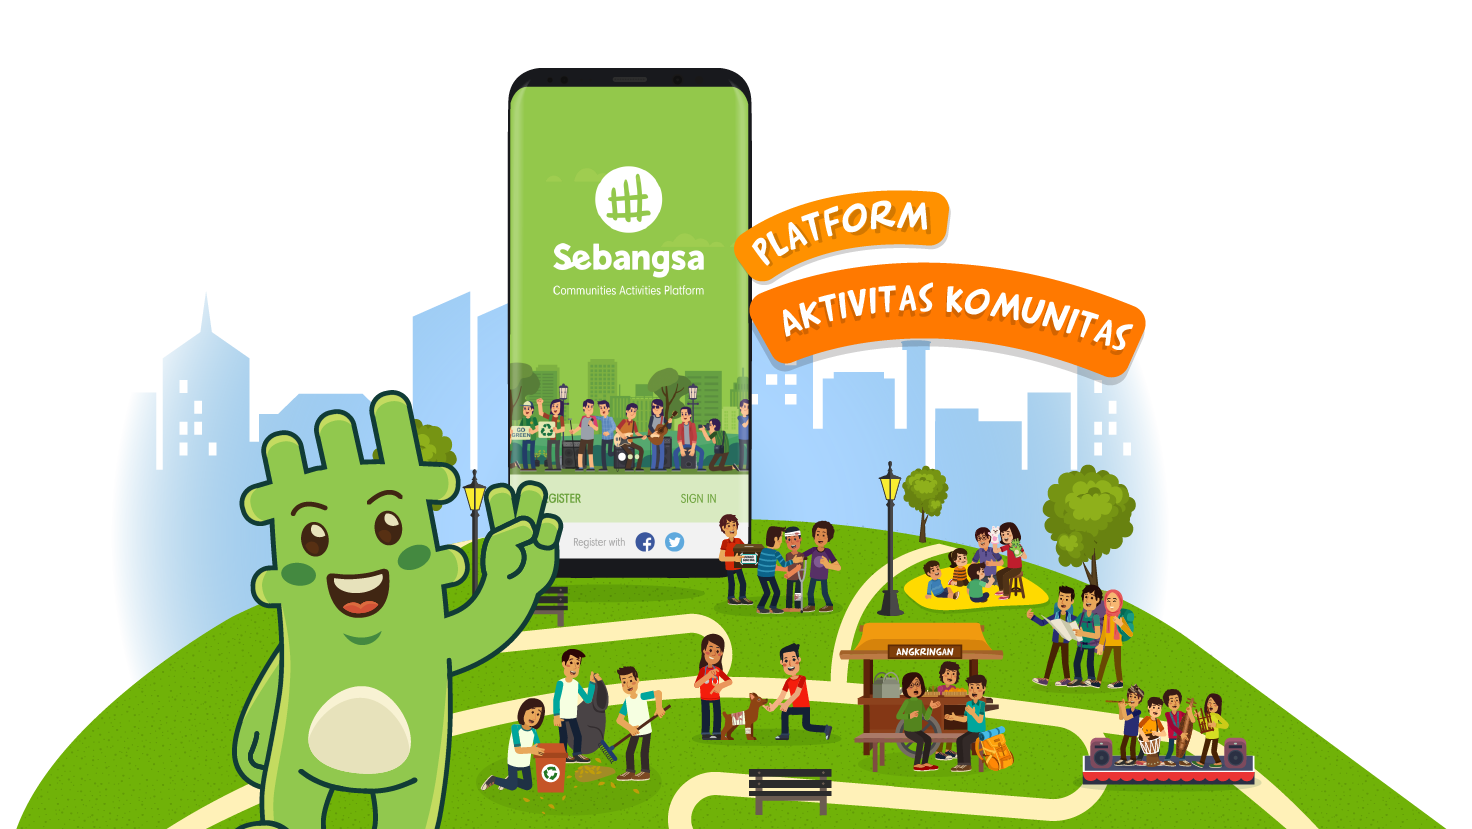 Sebangsa
Communities Activities Platform
PLATFORM
AKTIVITAS KOMUNITAS
GO
GREEN
GISTER
SIGN IN
Register with
ANGKRINGAN